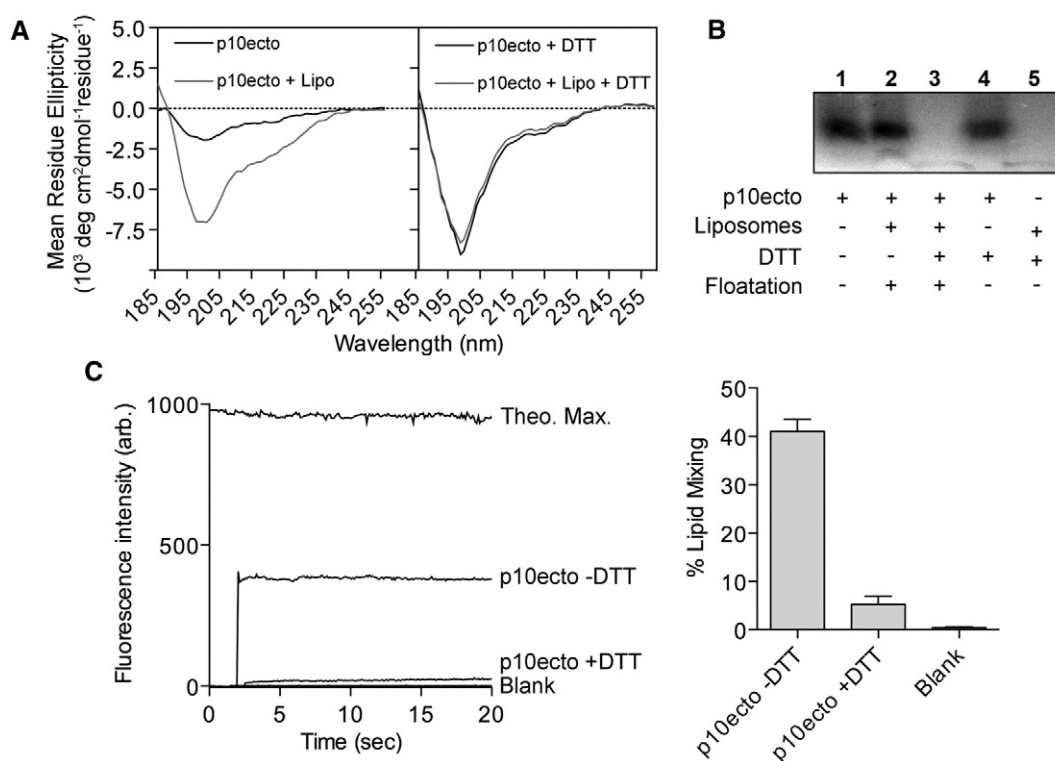 A
Mean Residue Ellipticity
(10³ deg cm²dmol⁻¹residue⁻¹)
5.0
2.5
0.0
-2.5
-5.0
-7.5
p10ecto
p10ecto + Lipo
p10ecto + DTT
p10ecto + Lipo + DTT
185 195 205 215 225 235 245 255 185 195 205 215 225 235 245 255
Wavelength (nm)
B
1 2 3 4 5
p10ecto + + + + -
Liposomes - + + - +
DTT - - + + +
Floatation - + + - -
C
Fluorescence intensity (arb.)
1000
500
0
Theo. Max.
p10ecto -DTT
p10ecto +DTT
Blank
0 5 10 15 20
Time (sec)
% Lipid Mixing
50
40
30
20
10
0
p10ecto -DTT
p10ecto +DTT
Blank